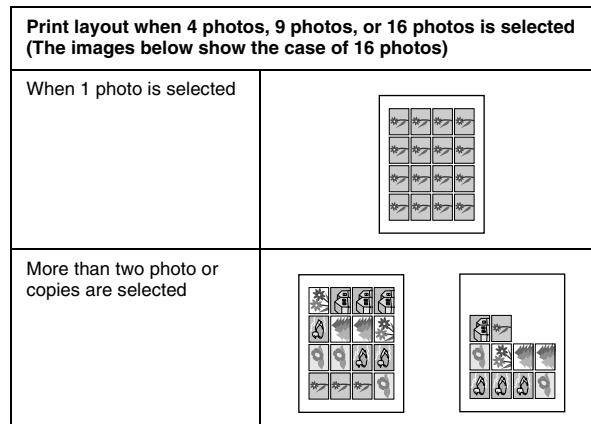 Print layout when 4 photos, 9 photos, or 16 photos is selected
(The images below show the case of 16 photos)
When 1 photo is selected
More than two photo or
copies are selected